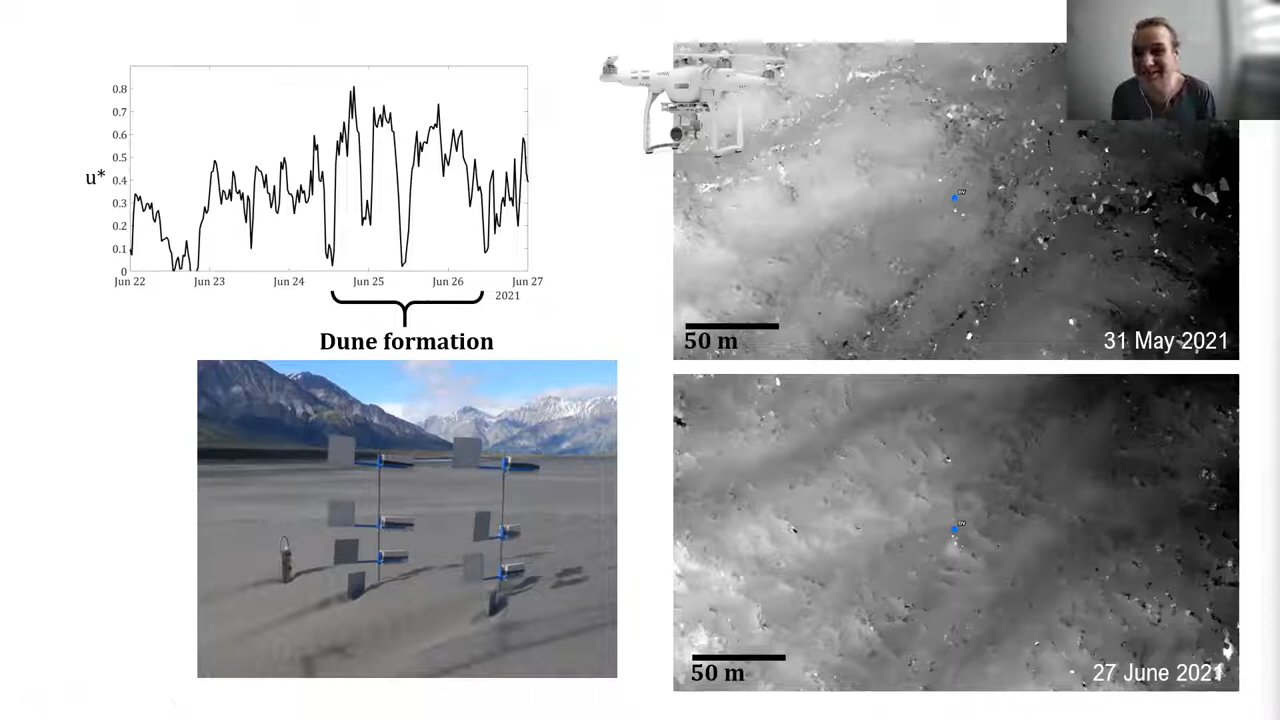 0.8
0.7
0.6
0.5
u*
0.4
0.3
0.2
0.1
0
Jun 22
Jun 23
Jun 24
Jun 25
Jun 26
Jun 27
2021
Dune formation
DV
50 m
31 May 2021
DV
50 m
27 June 2021